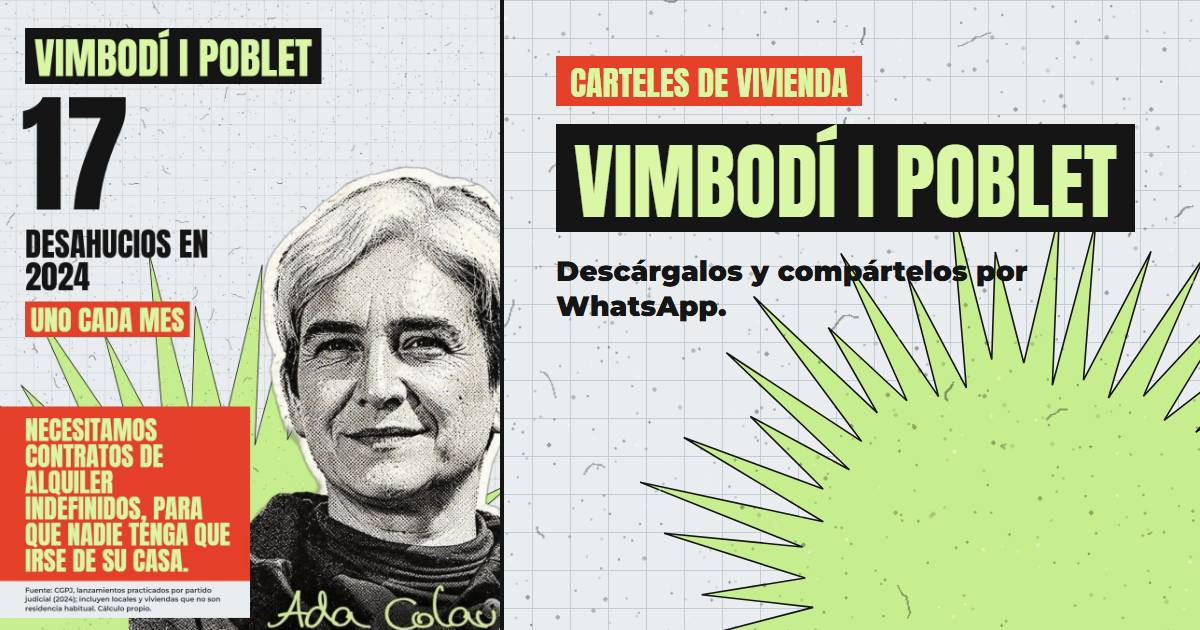 VIMBODÍ I POBLET
17
DESAHUCIOS EN
2024
UNO CADA MES
NECESITAMOS
CONTRATOS DE
ALQUILER
INDEFINIDOS, PARA
QUE NADIE TENGA QUE
IRSE DE SU CASA.
Fuente: CGPJ, lanzamientos practicados por partido
judicial (2024); incluyen locales y viviendas que no son
residencia habitual. Cálculo propio.
Ada Colau
CARTELES DE VIVIENDA
VIMBODÍ I POBLET
Descárgalos y compártelos por
WhatsApp.